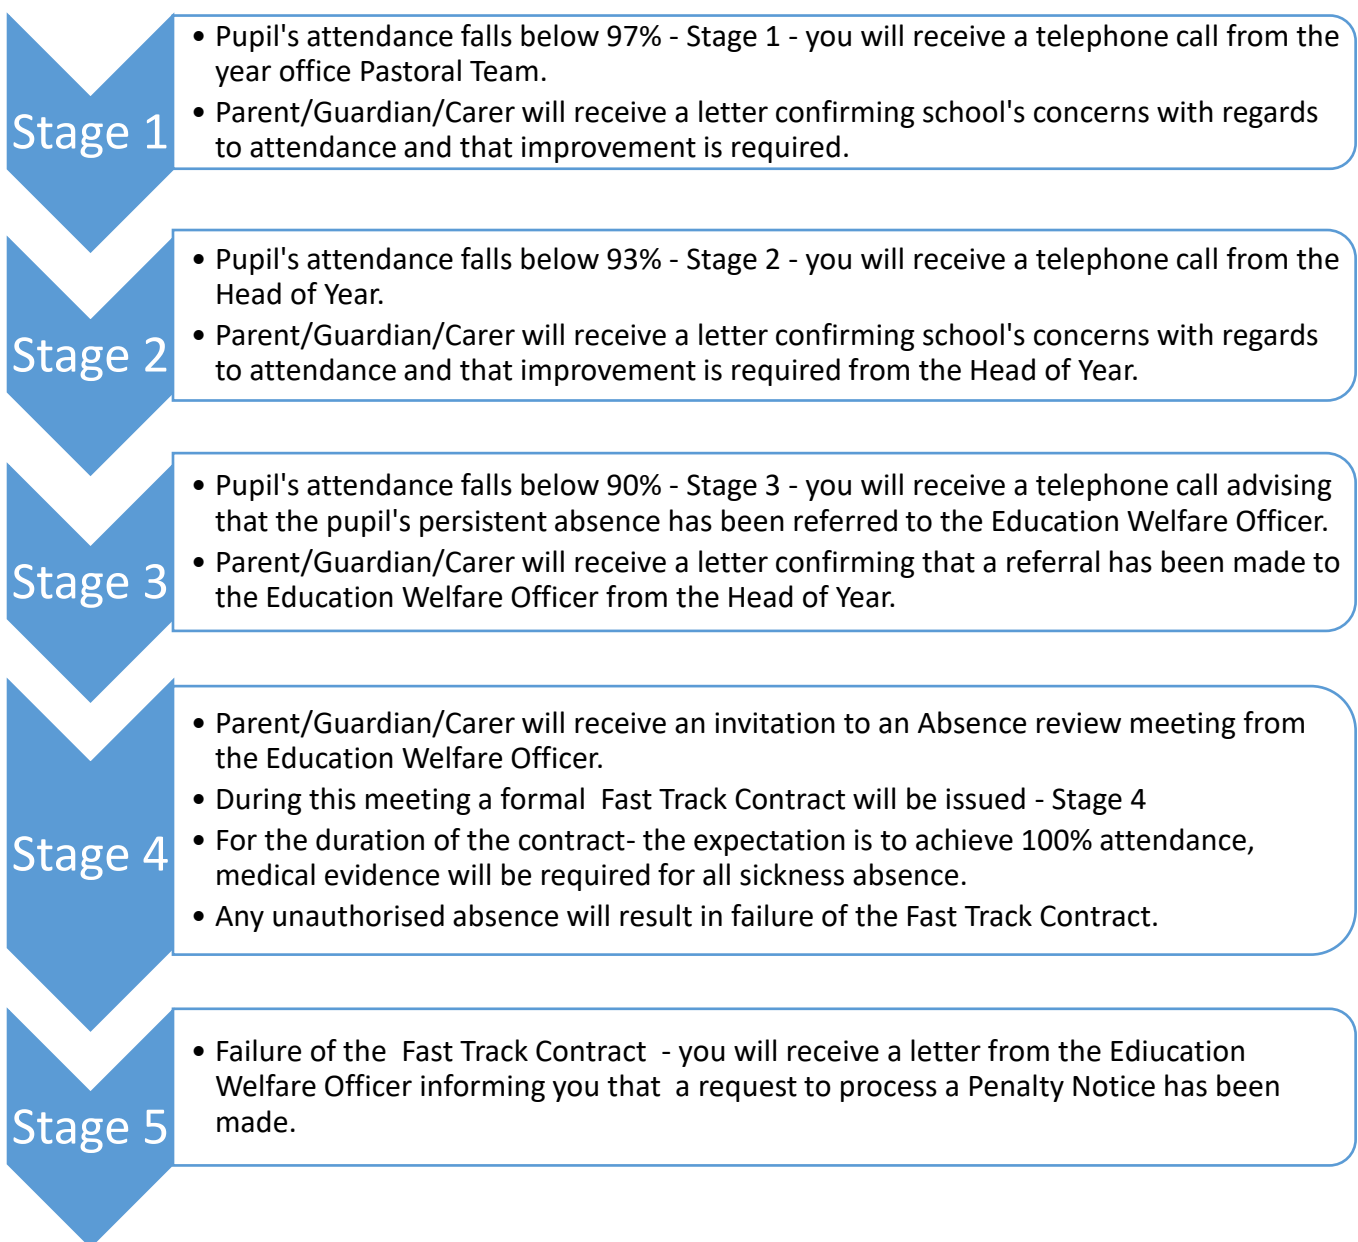 Stage 1
• Pupil's attendance falls below 97% - Stage 1 - you will receive a telephone call from the
year office Pastoral Team.
• Parent/Guardian/Carer will receive a letter confirming school's concerns with regards
to attendance and that improvement is required.
Stage 2
• Pupil's attendance falls below 93% - Stage 2 - you will receive a telephone call from the
Head of Year.
• Parent/Guardian/Carer will receive a letter confirming school's concerns with regards
to attendance and that improvement is required from the Head of Year.
Stage 3
• Pupil's attendance falls below 90% - Stage 3 - you will receive a telephone call advising
that the pupil's persistent absence has been referred to the Education Welfare Officer.
• Parent/Guardian/Carer will receive a letter confirming that a referral has been made to
the Education Welfare Officer from the Head of Year.
Stage 4
• Parent/Guardian/Carer will receive an invitation to an Absence review meeting from
the Education Welfare Officer.
• During this meeting a formal  Fast Track Contract will be issued - Stage 4
• For the duration of the contract- the expectation is to achieve 100% attendance,
medical evidence will be required for all sickness absence.
• Any unauthorised absence will result in failure of the Fast Track Contract.
Stage 5
• Failure of the  Fast Track Contract  - you will receive a letter from the Ediucation
Welfare Officer informing you that  a request to process a Penalty Notice has been
made.